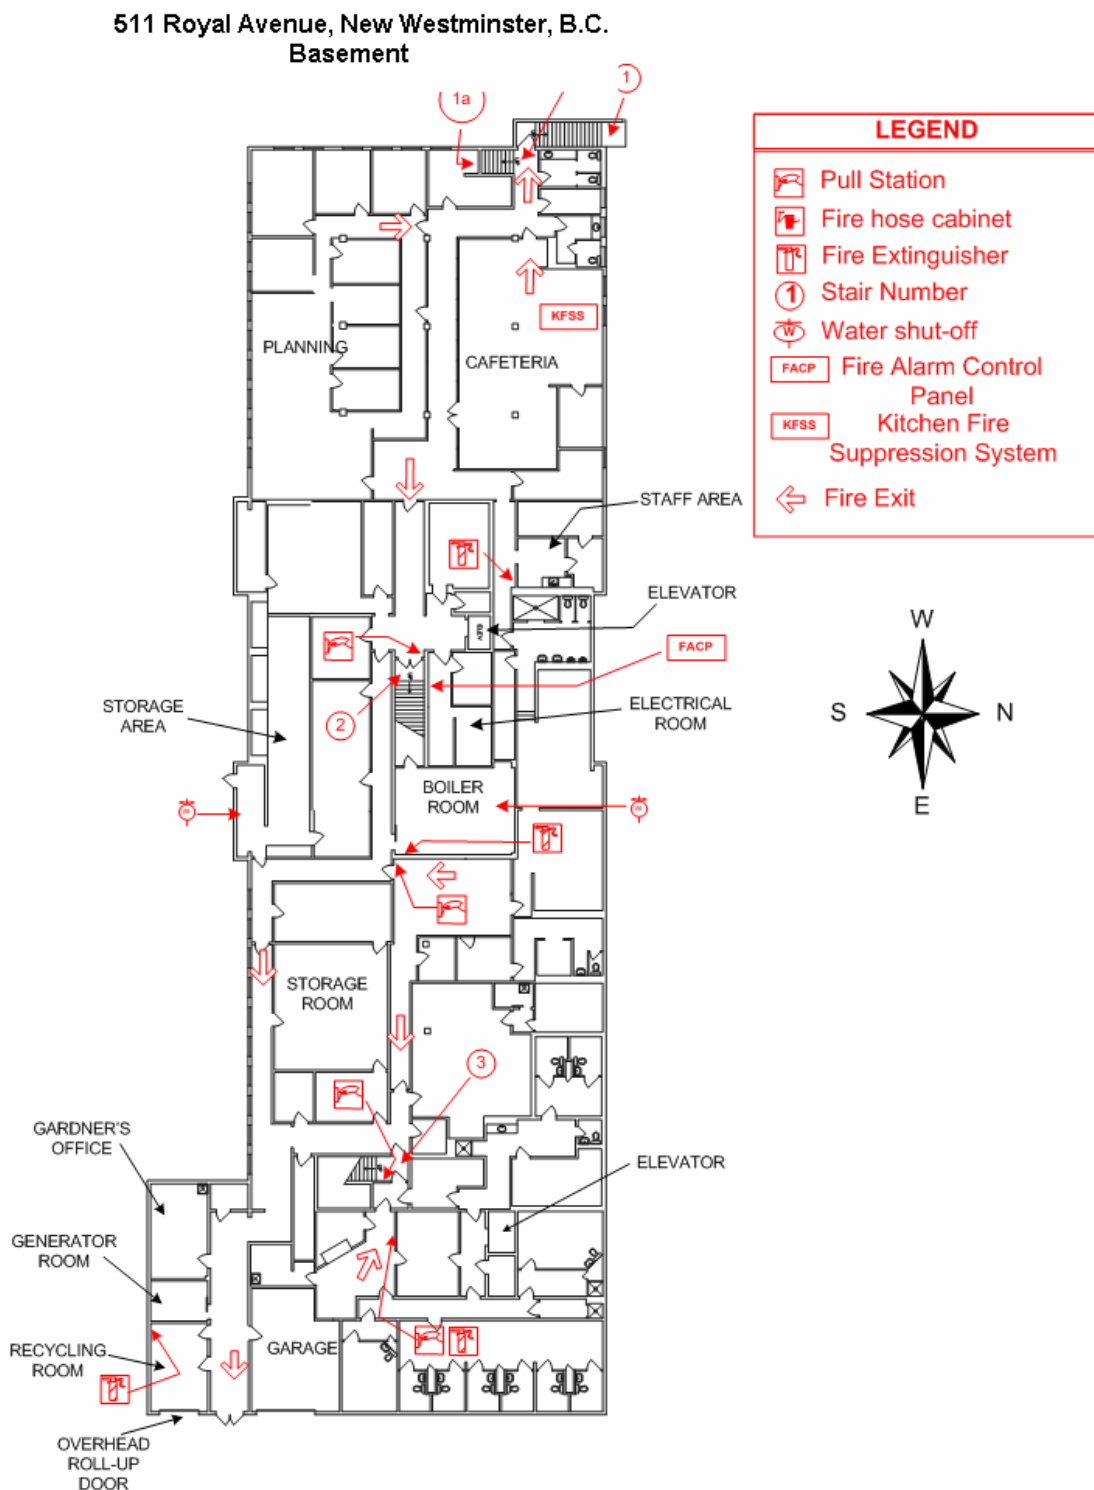 511 Royal Avenue, New Westminster, B.C.
Basement
1a
1
LEGEND
Pull Station
Fire hose cabinet
Fire Extinguisher
1 Stair Number
W Water shut-off
FACP Fire Alarm Control
Panel
KFSS Kitchen Fire
Suppression System
Fire Exit
KFSS
PLANNING
CAFETERIA
STAFF AREA
ELEVATOR
ELEV
FACP
STORAGE
AREA
2
ELECTRICAL
ROOM
W
S
N
E
BOILER
ROOM
W
W
STORAGE
ROOM
3
GARDNER'S
OFFICE
ELEVATOR
GENERATOR
ROOM
RECYCLING
ROOM
GARAGE
OVERHEAD
ROLL-UP
DOOR